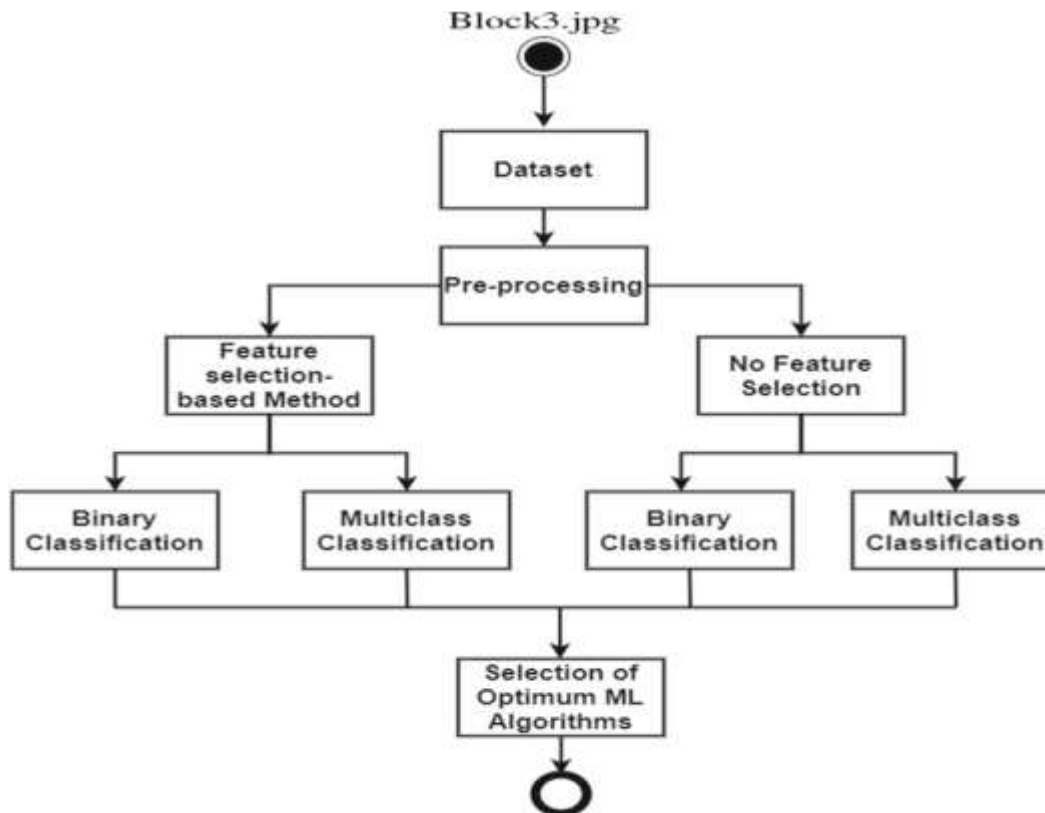 Block3.jpg
Dataset
Pre-processing
Feature
selection-
based Method
No Feature
Selection
Binary
Classification
Multiclass
Classification
Binary
Classification
Multiclass
Classification
Selection of
Optimum ML
Algorithms